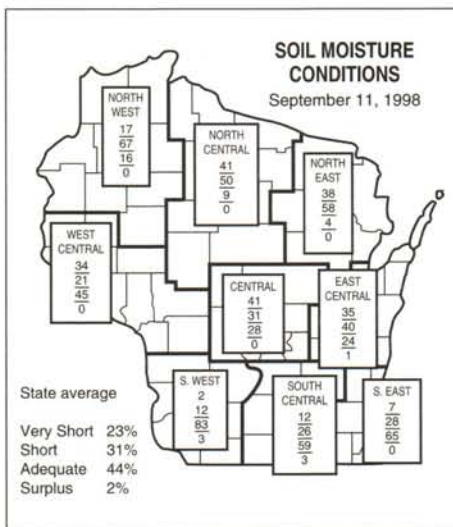 SOIL MOISTURE
CONDITIONS
September 11, 1998
NORTH
WEST
17
67
16
0
NORTH
CENTRAL
41
50
9
0
NORTH
EAST
38
58
4
0
WEST
CENTRAL
34
21
45
0
CENTRAL
41
31
28
0
EAST
CENTRAL
35
40
24
1
S. WEST
2
12
83
3
SOUTH
CENTRAL
12
26
59
3
S. EAST
7
28
65
0
State average
Very Short 23%
Short 31%
Adequate 44%
Surplus 2%